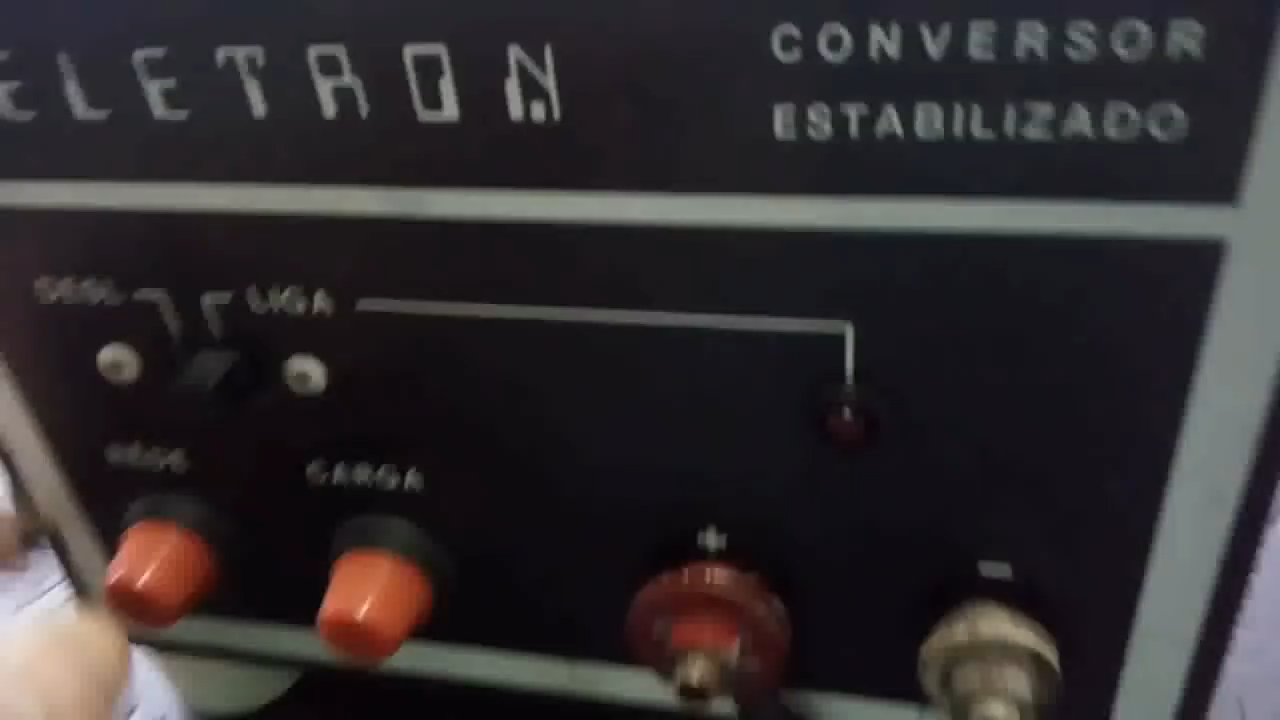 ELETRON
CONVERSOR
ESTABILIZADO
LIGA
CARGA
+
-